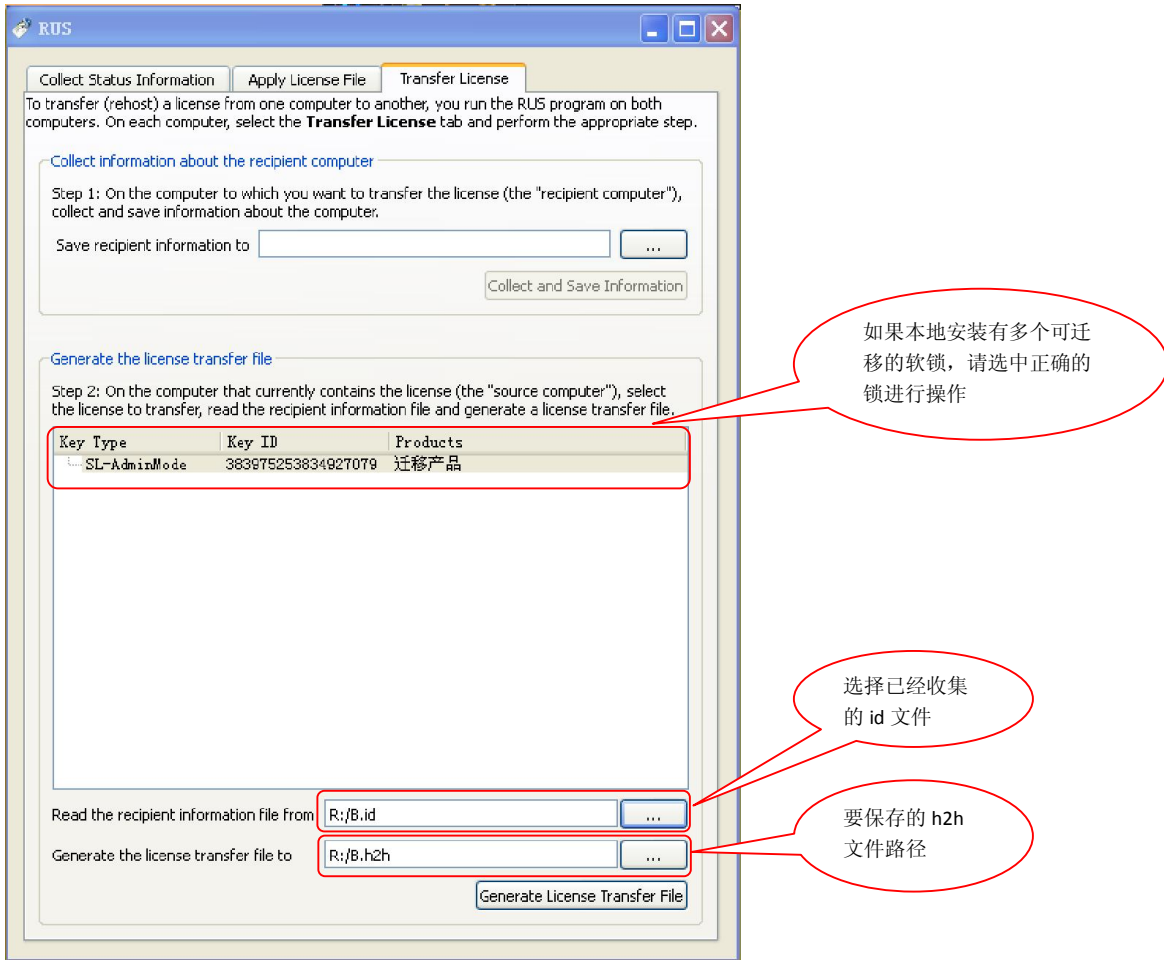 RUS
Collect Status Information
Apply License File
Transfer License
To transfer (rehost) a license from one computer to another, you run the RUS program on both
computers. On each computer, select the Transfer License tab and perform the appropriate step.
Collect information about the recipient computer
Step 1: On the computer to which you want to transfer the license (the "recipient computer"),
collect and save information about the computer.
Save recipient information to
...
Collect and Save Information
如果本地安装有多个可迁
移的软锁，请选中正确的
锁进行操作
Generate the license transfer file
Step 2: On the computer that currently contains the license (the "source computer"), select
the license to transfer, read the recipient information file and generate a license transfer file.
Key Type Key ID Products
SL-AdminMode 383975253834927079 迁移产品
选择已经收集
的 id 文件
Read the recipient information file from R:/B.id ...
要保存的 h2h
文件路径
Generate the license transfer file to R:/B.h2h ...
Generate License Transfer File